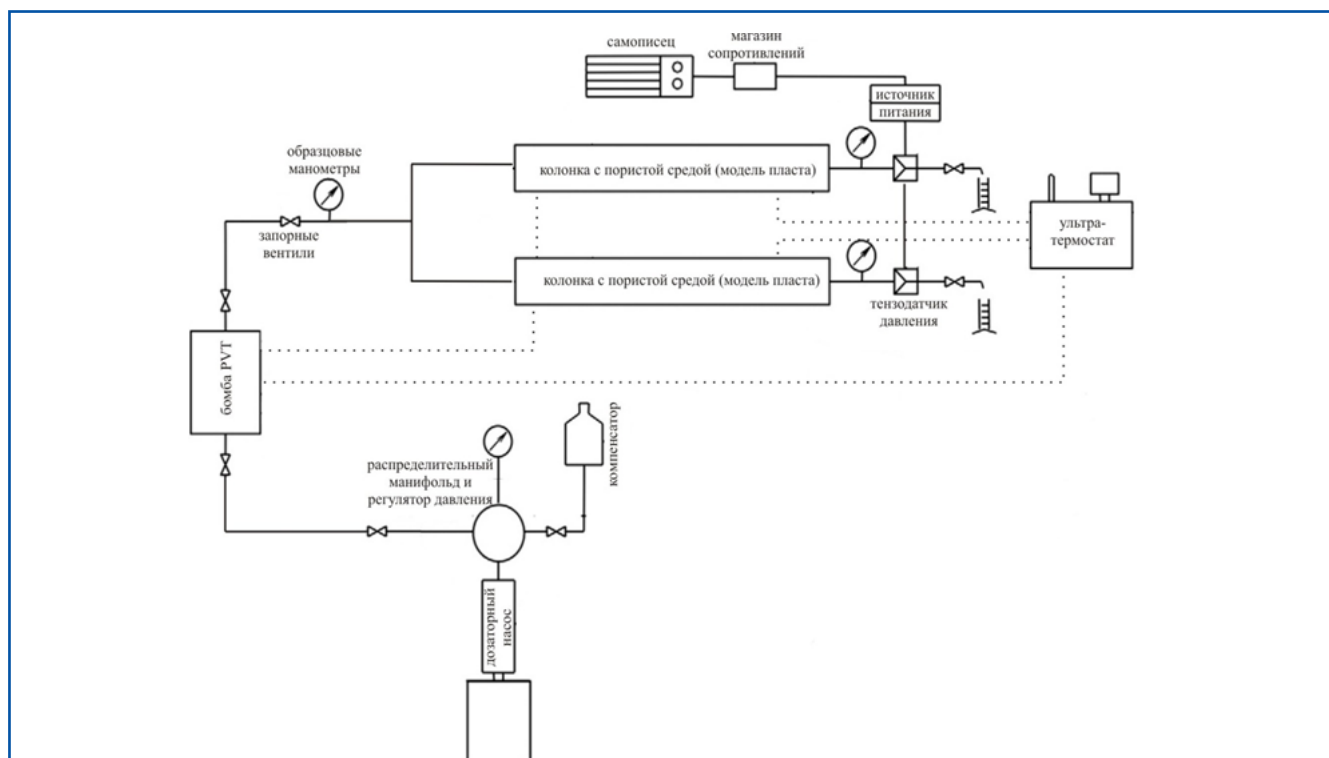 самописец
магазин
сопротивлений
источник
питания
образцовые
манометры
колонка с пористой средой (модель пласта)
запорные
вентили
ультра-
термостат
колонка с пористой средой (модель пласта)
тензодатчик
давления
бомба PVT
компенсатор
распределительный
манифольд и
регулятор давления
дозаторный
насос